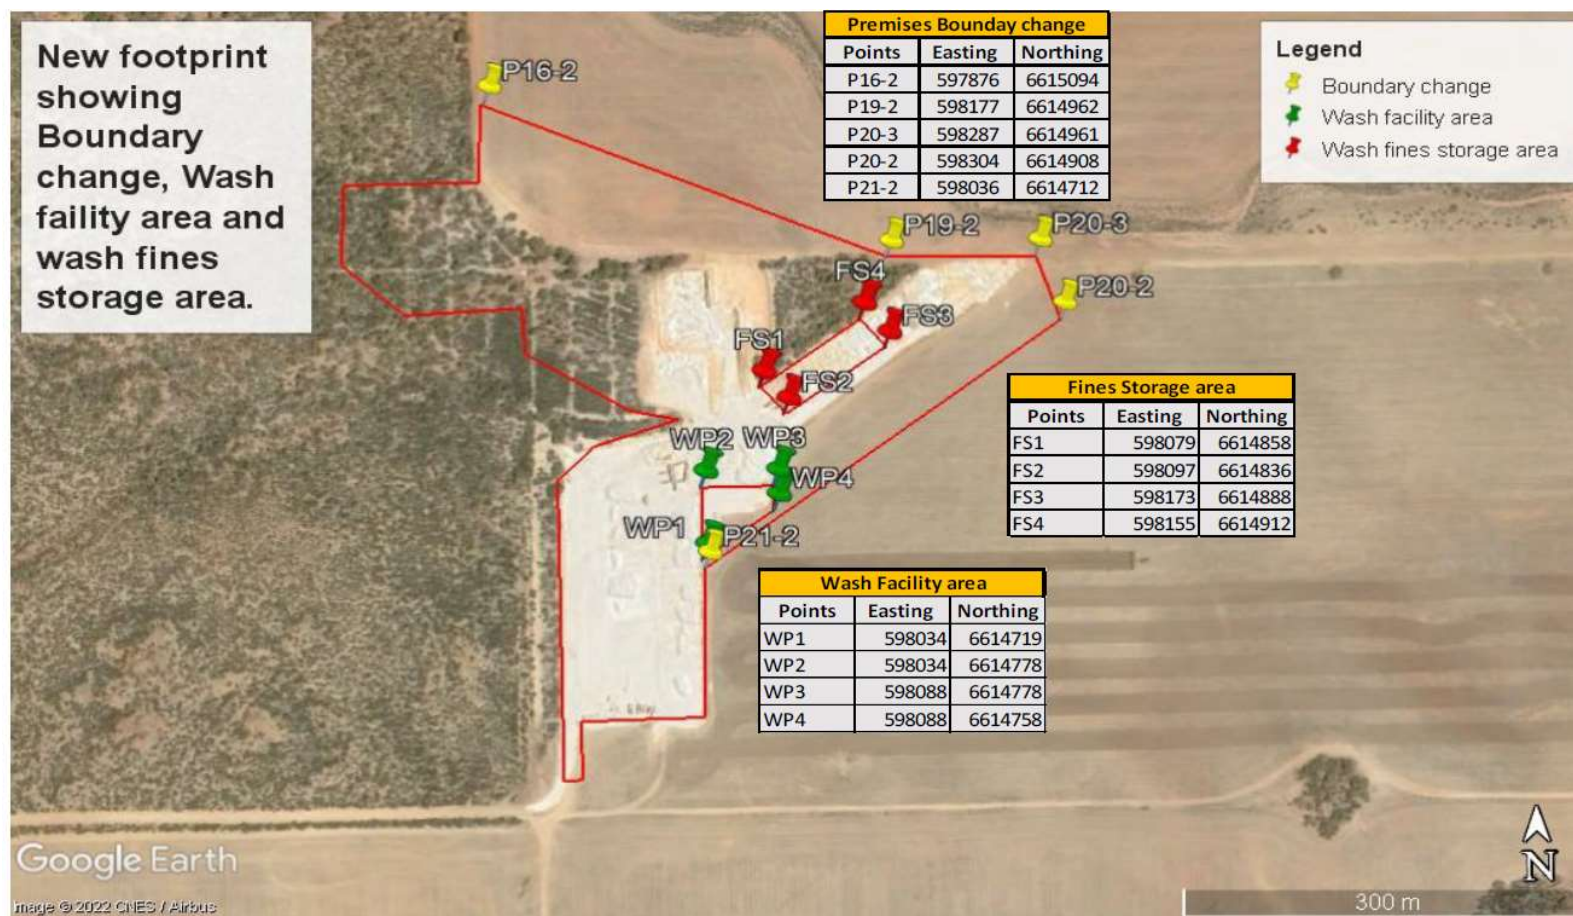 New footprint
showing
Boundary
change, Wash
faility area and
wash fines
storage area.
Premises Bounday change
Points Easting Northing
P16-2 597876 6615094
P19-2 598177 6614962
P20-3 598287 6614961
P20-2 598304 6614908
P21-2 598036 6614712
Legend
Boundary change
Wash facility area
Wash fines storage area
P16-2
P19-2
P20-3
P20-2
FS4
FS3
FS1
FS2
WP2
WP3
WP4
WP1
P21-2
Fines Storage area
Points Easting Northing
FS1 598079 6614858
FS2 598097 6614836
FS3 598173 6614888
FS4 598155 6614912
Wash Facility area
Points Easting Northing
WP1 598034 6614719
WP2 598034 6614778
WP3 598088 6614778
WP4 598088 6614758
Google Earth
Image © 2022 CNES / Airbus
N
300 m